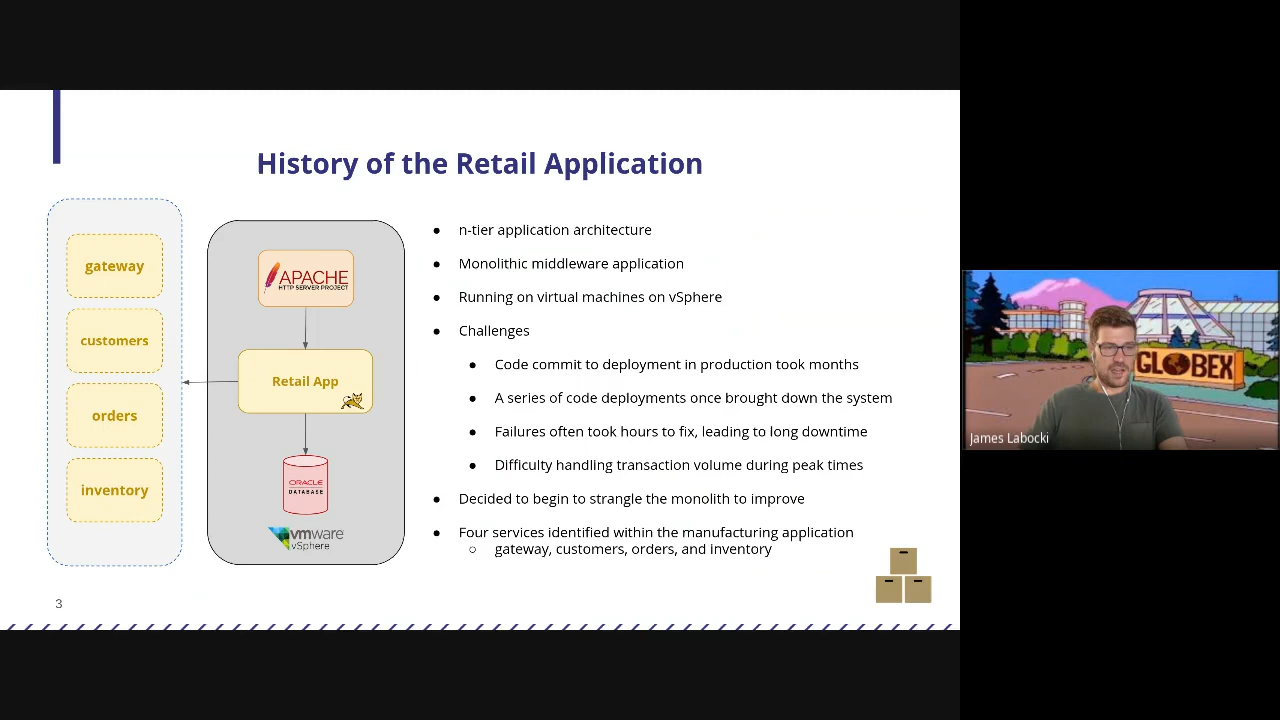 History of the Retail Application
gateway
customers
orders
inventory
APACHE
HTTP SERVER PROJECT
Retail App
ORACLE
DATABASE
vmware
vSphere
● n-tier application architecture
● Monolithic middleware application
● Running on virtual machines on vSphere
● Challenges
● Code commit to deployment in production took months
● A series of code deployments once brought down the system
● Failures often took hours to fix, leading to long downtime
● Difficulty handling transaction volume during peak times
● Decided to begin to strangle the monolith to improve
● Four services identified within the manufacturing application
○ gateway, customers, orders, and inventory
3
GLOBEX
James Labocki